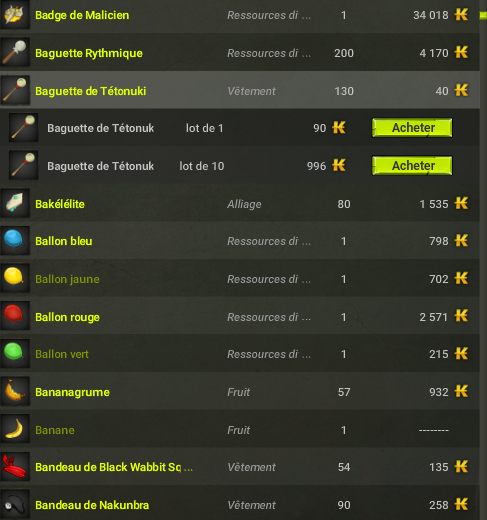 Badge de Malicien Ressources di ... 1 34 018
Baguette Rythmique Ressources di ... 200 4 170
Baguette de Tétonuki Vêtement 130 40
Baguette de Tétonuk lot de 1 90 Acheter
Baguette de Tétonuk lot de 10 996 Acheter
Bakélélite Alliage 80 1 535
Ballon bleu Ressources di ... 1 798
Ballon jaune Ressources di ... 1 702
Ballon rouge Ressources di ... 1 2 571
Ballon vert Ressources di ... 1 215
Bananagrume Fruit 57 932
Banane Fruit 1 --------
Bandeau de Black Wabbit Sq ... Vêtement 54 135
Bandeau de Nakunbra Vêtement 90 258